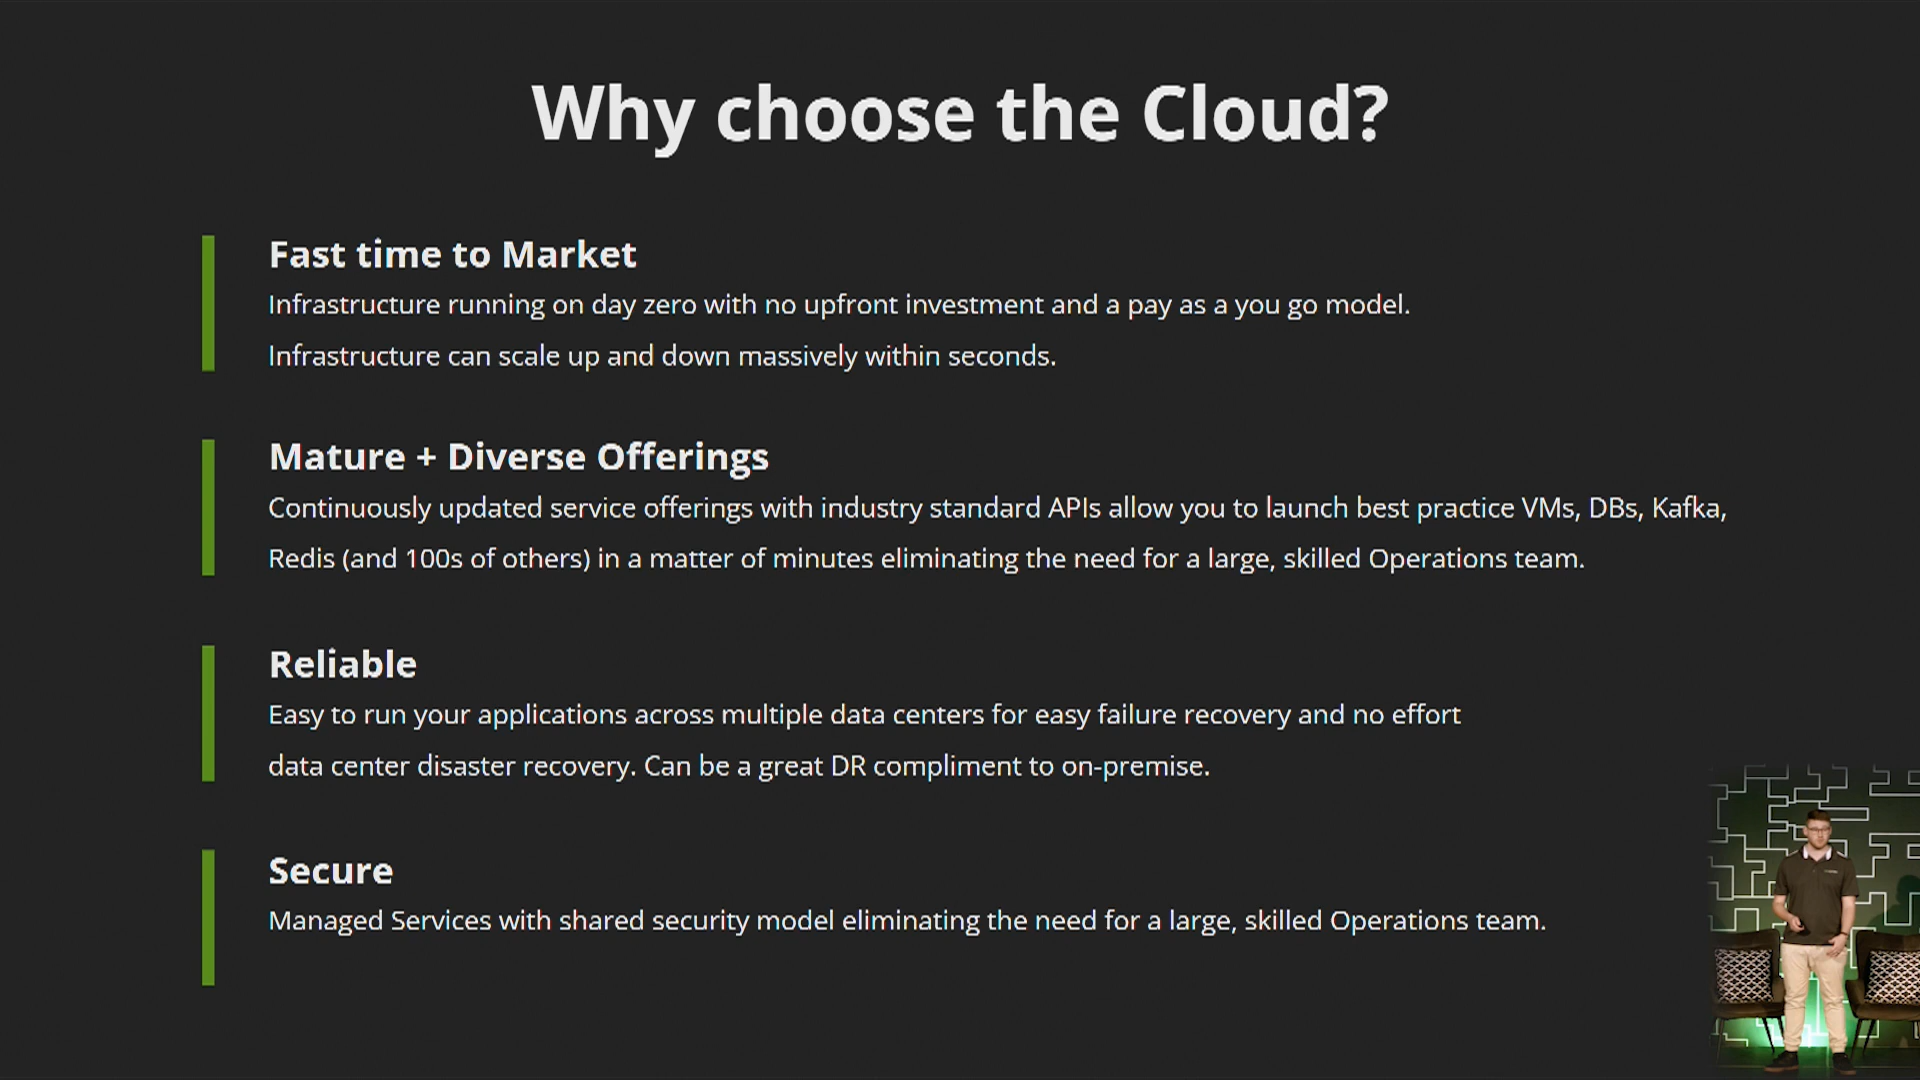 Why choose the Cloud?
Fast time to Market
Infrastructure running on day zero with no upfront investment and a pay as a you go model.
Infrastructure can scale up and down massively within seconds.
Mature + Diverse Offerings
Continuously updated service offerings with industry standard APIs allow you to launch best practice VMs, DBs, Kafka,
Redis (and 100s of others) in a matter of minutes eliminating the need for a large, skilled Operations team.
Reliable
Easy to run your applications across multiple data centers for easy failure recovery and no effort
data center disaster recovery. Can be a great DR compliment to on-premise.
Secure
Managed Services with shared security model eliminating the need for a large, skilled Operations team.